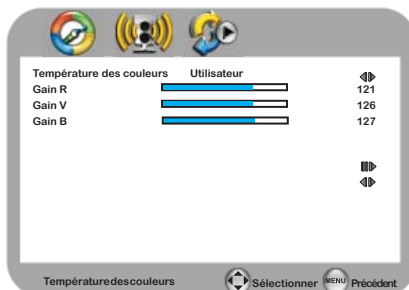 Température des couleurs Utilisateur
Gain R 121
Gain V 126
Gain B 127
Températuredescouleurs Sélectionner MENU Précédent